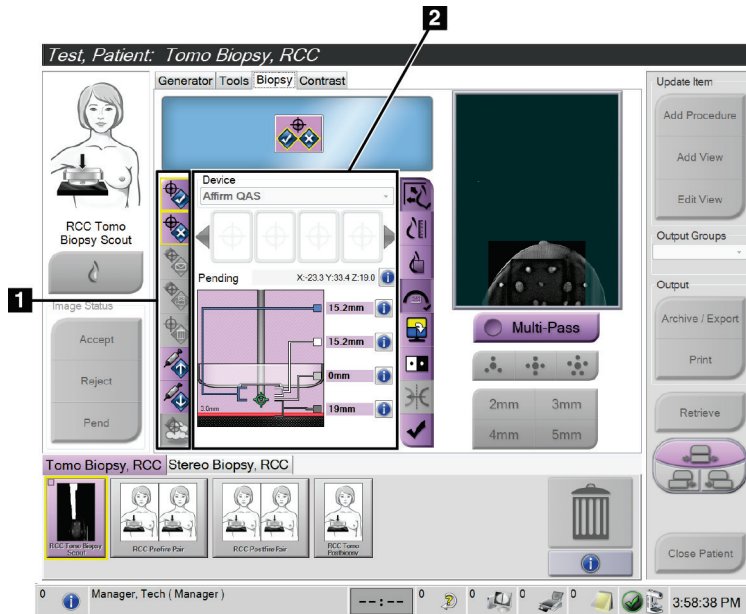 2
Test, Patient: Tomo Biopsy, RCC
Generator Tools Biopsy Contrast
Update Item
Add Procedure
Add View
Edit View
Output Groups
Output
Archive / Export
Print
Retrieve
Close Patient
RCC Tomo
Biopsy Scout
1
Image Status
Accept
Reject
Pend
Device
Affirm QAS
Pending X:-23.3 Y:33.4 Z:19.0
15.2mm
15.2mm
0mm
19mm
0.0mm
Multi-Pass
2mm 3mm
4mm 5mm
Tomo Biopsy, RCC Stereo Biopsy, RCC
RCC Tomo Biopsy
Scout
RCC Prefire Pair
RCC Postfire Pair
RCC Tomo
Postbiopsy
0 Manager, Tech ( Manager ) --:-- 0 0 0 3:58:38 PM